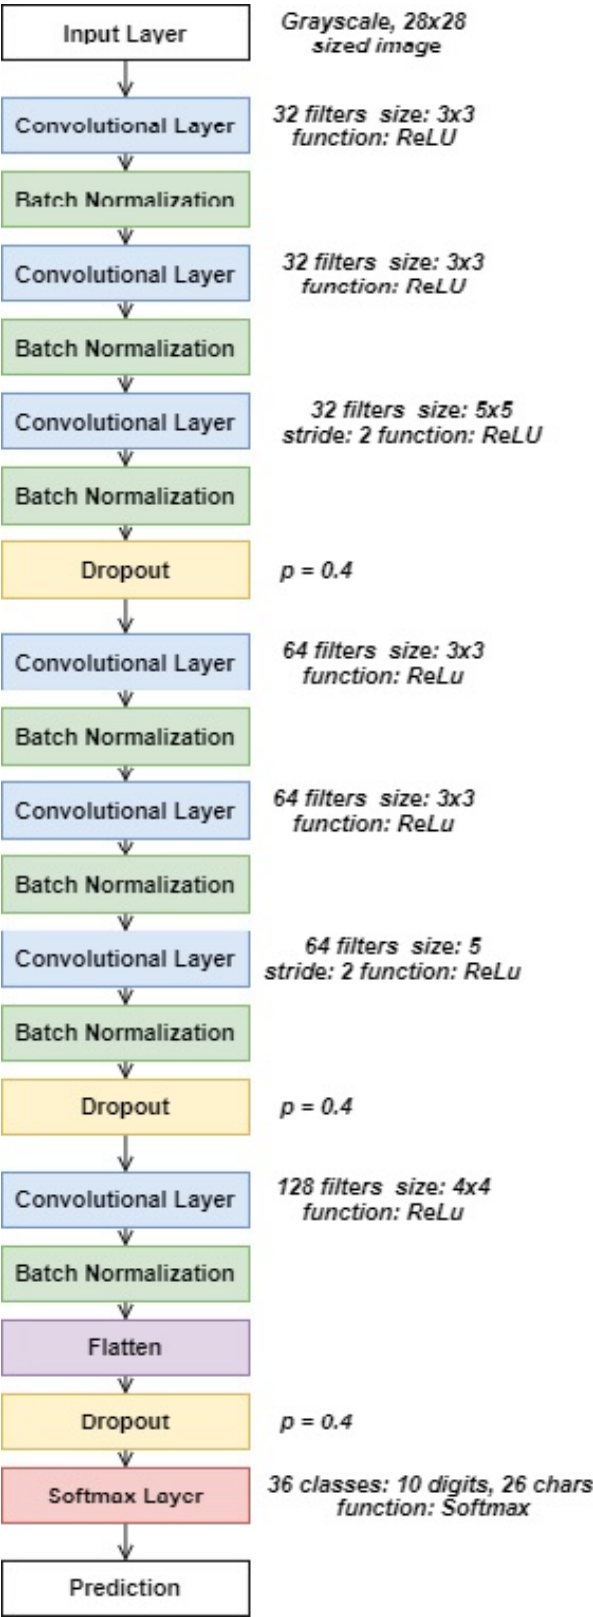 Input Layer
Grayscale, 28x28
sized image
Convolutional Layer
32 filters size: 3x3
function: ReLU
Batch Normalization
Convolutional Layer
32 filters size: 3x3
function: ReLU
Batch Normalization
Convolutional Layer
32 filters size: 5x5
stride: 2 function: ReLU
Batch Normalization
Dropout
p = 0.4
Convolutional Layer
64 filters size: 3x3
function: ReLu
Batch Normalization
Convolutional Layer
64 filters size: 3x3
function: ReLu
Batch Normalization
Convolutional Layer
64 filters size: 5
stride: 2 function: ReLu
Batch Normalization
Dropout
p = 0.4
Convolutional Layer
128 filters size: 4x4
function: ReLu
Batch Normalization
Flatten
Dropout
p = 0.4
Softmax Layer
36 classes: 10 digits, 26 chars
function: Softmax
Prediction